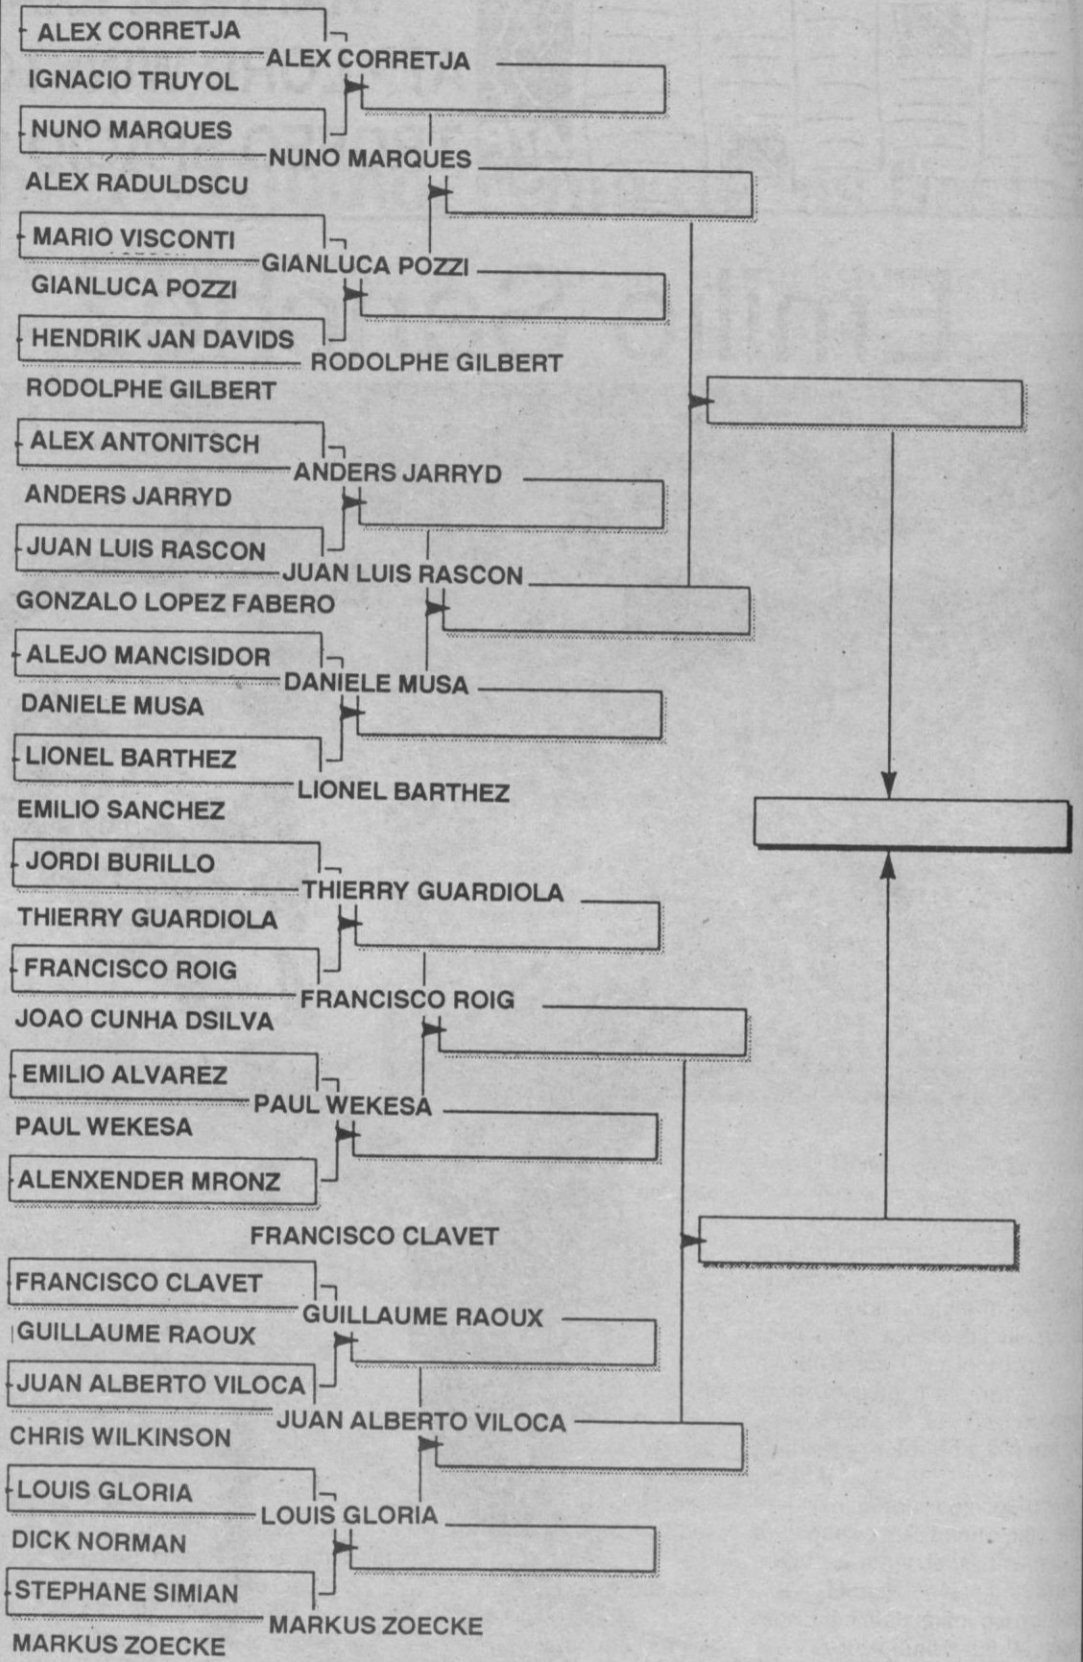 ALEX CORRETJA
ALEX CORRETJA
IGNACIO TRUYOL
NUNO MARQUES
NUNO MARQUES
ALEX RADULDSCU
MARIO VISCONTI
GIANLUCA POZZI
GIANLUCA POZZI
HENDRIK JAN DAVIDS
RODOLPHE GILBERT
RODOLPHE GILBERT
ALEX ANTONITSCH
ANDERS JARRYD
ANDERS JARRYD
JUAN LUIS RASCON
JUAN LUIS RASCON
GONZALO LOPEZ FABERO
ALEJO MANCISIDOR
DANIELE MUSA
DANIELE MUSA
LIONEL BARTHEZ
LIONEL BARTHEZ
EMILIO SANCHEZ
JORDI BURILLO
THIERRY GUARDIOLA
THIERRY GUARDIOLA
FRANCISCO ROIG
FRANCISCO ROIG
JOAO CUNHA DSILVA
EMILIO ALVAREZ
PAUL WEKESA
PAUL WEKESA
ALENXENDER MRONZ
FRANCISCO CLAVET
FRANCISCO CLAVET
GUILLAUME RAOUX
GUILLAUME RAOUX
JUAN ALBERTO VILOCA
JUAN ALBERTO VILOCA
CHRIS WILKINSON
LOUIS GLORIA
LOUIS GLORIA
DICK NORMAN
STEPHANE SIMIAN
MARKUS ZOECKE
MARKUS ZOECKE